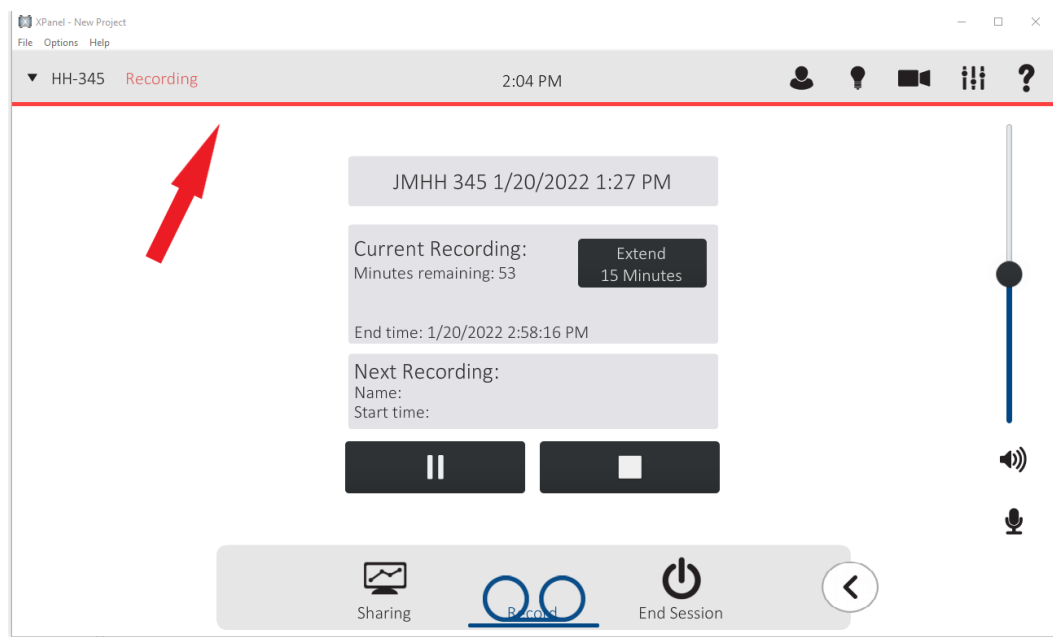 XPanel - New Project
File Options Help
HH-345 Recording 2:04 PM ?
JMHH 345 1/20/2022 1:27 PM
Current Recording:
Minutes remaining: 53
Extend
15 Minutes
End time: 1/20/2022 2:58:16 PM
Next Recording:
Name:
Start time:
Sharing Record End Session